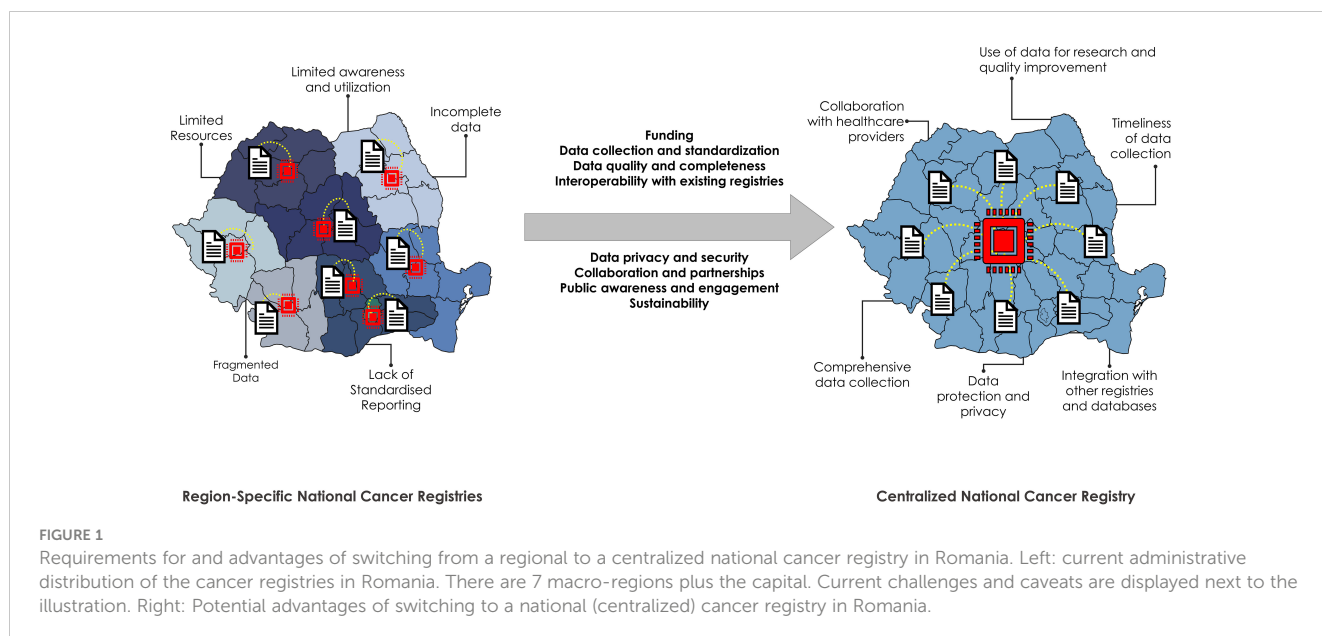 Limited awareness
and utilization
Limited
Resources
Incomplete
data
Fragmented
Data
Lack of
Standardised
Reporting
Funding
Data collection and standardization
Data quality and completeness
Interoperability with existing registries
Data privacy and security
Collaboration and partnerships
Public awareness and engagement
Sustainability
Use of data for research and
quality improvement
Collaboration
with healthcare
providers
Timeliness
of data
collection
Comprehensive
data collection
Data
protection and
privacy
Integration with
other registries
and databases
Region-Specific National Cancer Registries
Centralized National Cancer Registry
FIGURE 1
Requirements for and advantages of switching from a regional to a centralized national cancer registry in Romania. Left: current administrative
distribution of the cancer registries in Romania. There are 7 macro-regions plus the capital. Current challenges and caveats are displayed next to the
illustration. Right: Potential advantages of switching to a national (centralized) cancer registry in Romania.